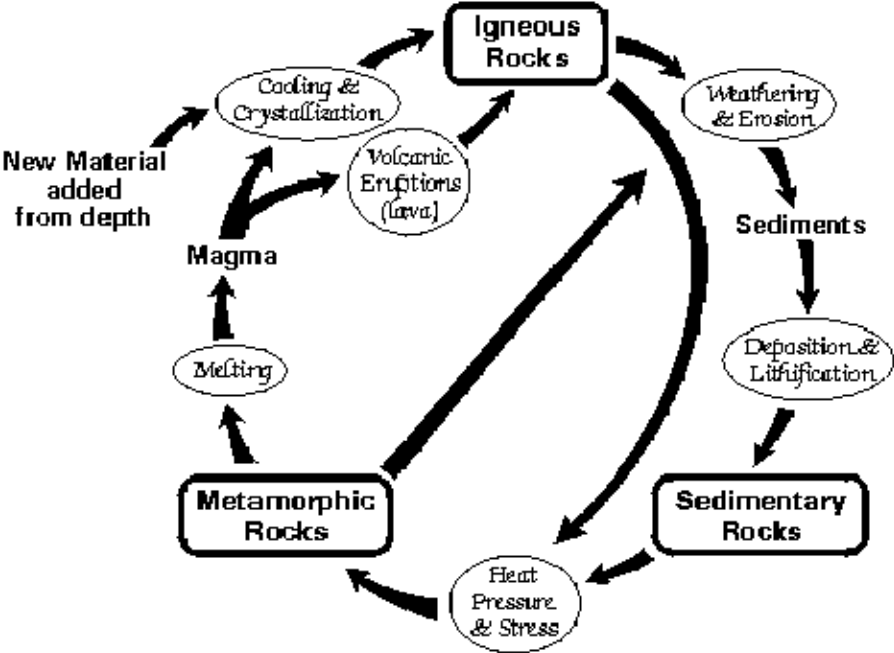 Igneous
Rocks
Cooling &
Crystallization
Weathering
& Erosion
Volcanic
Eruptions
(lava)
New Material
added
from depth
Sediments
Magma
Deposition &
Lithification
Melting
Metamorphic
Rocks
Sedimentary
Rocks
Heat
Pressure
& Stress